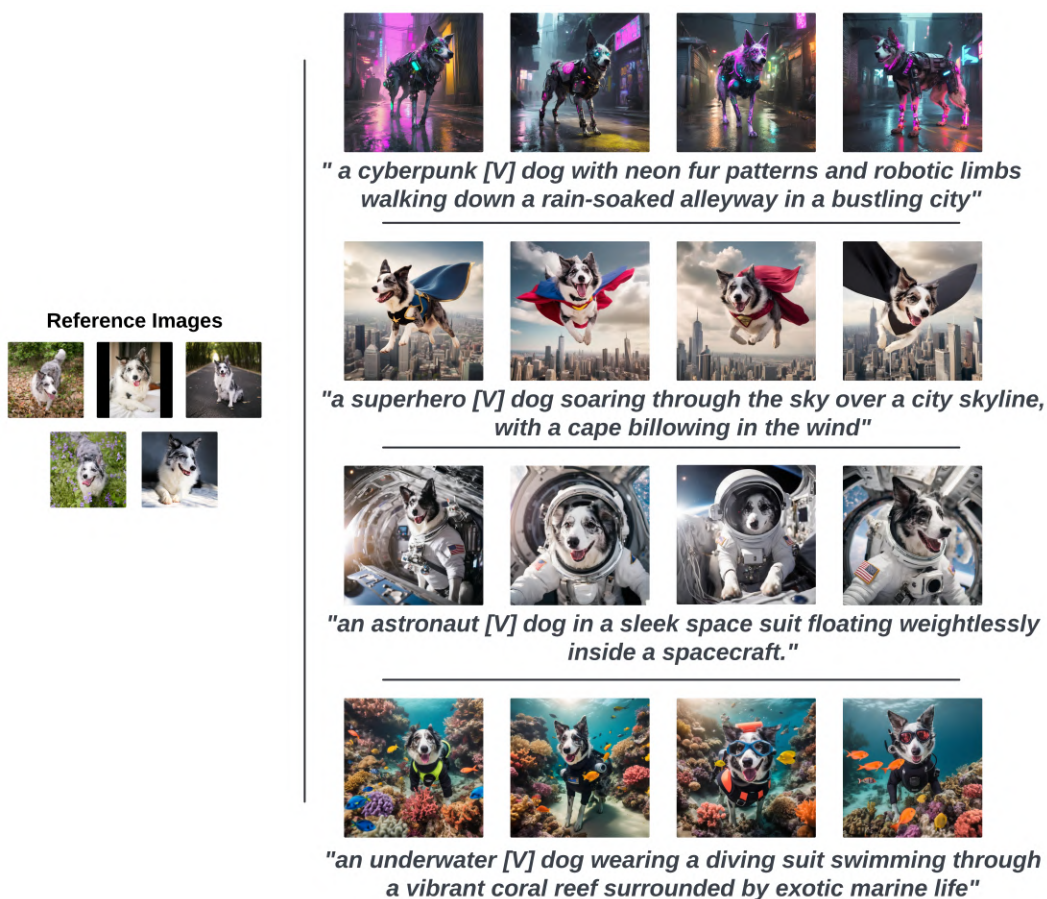 Reference Images
" a cyberpunk [V] dog with neon fur patterns and robotic limbs
walking down a rain-soaked alleyway in a bustling city"
"a superhero [V] dog soaring through the sky over a city skyline,
with a cape billowing in the wind"
"an astronaut [V] dog in a sleek space suit floating weightlessly
inside a spacecraft."
"an underwater [V] dog wearing a diving suit swimming through
a vibrant coral reef surrounded by exotic marine life"